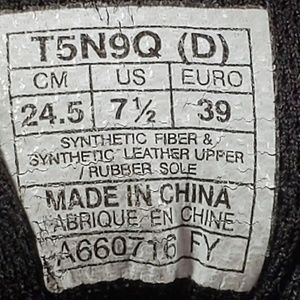 T5N9Q (D)
CM US EURO
24.5 7½ 39
SYNTHETIC FIBER &
SYNTHETIC LEATHER UPPER
/ RUBBER SOLE
MADE IN CHINA
FABRIQUE EN CHINE
A660716 FY